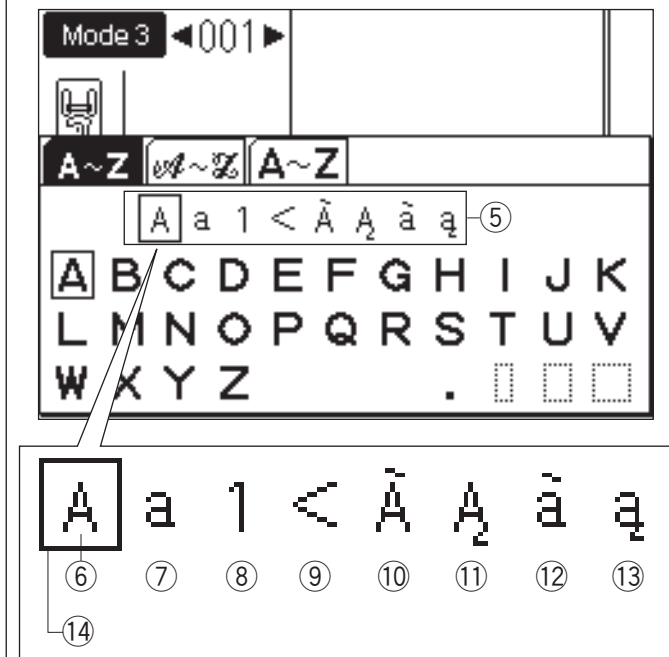 Mode 3 ◄001►
A~Z 𝒜~𝒵 A~Z
A a 1 < Ã Ą ã ą ⑤
A B C D E F G H I J K
L M N O P Q R S T U V
W X Y Z .
A a 1 < Ã Ą ã ą
⑥ ⑦ ⑧ ⑨ ⑩ ⑪ ⑫ ⑬
⑭